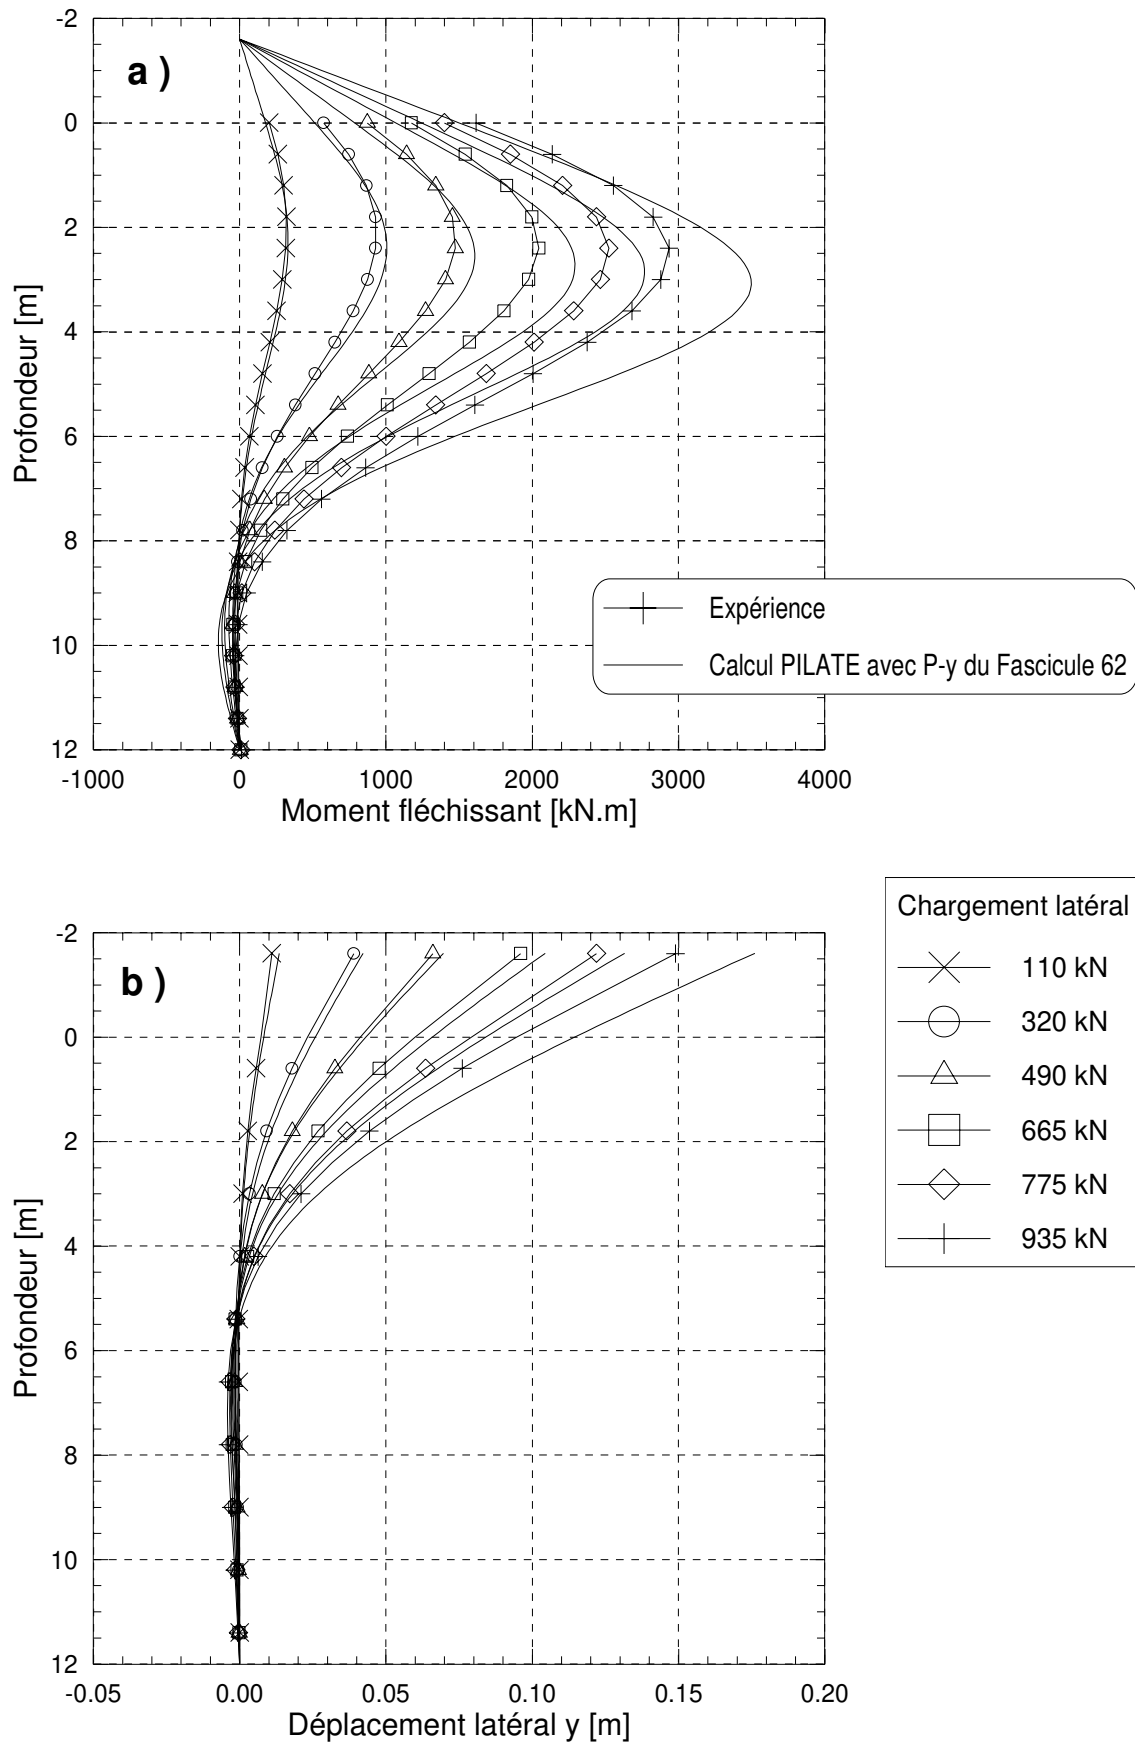 -2
0
2
4
6
8
10
12
Profondeur [m]
a )
Expérience
Calcul PILATE avec P-y du Fascicule 62
-1000 0 1000 2000 3000 4000
Moment fléchissant [kN.m]
Chargement latéral
110 kN
320 kN
490 kN
665 kN
775 kN
935 kN
-2
0
2
4
6
8
10
12
Profondeur [m]
b )
-0.05 0.00 0.05 0.10 0.15 0.20
Déplacement latéral y [m]